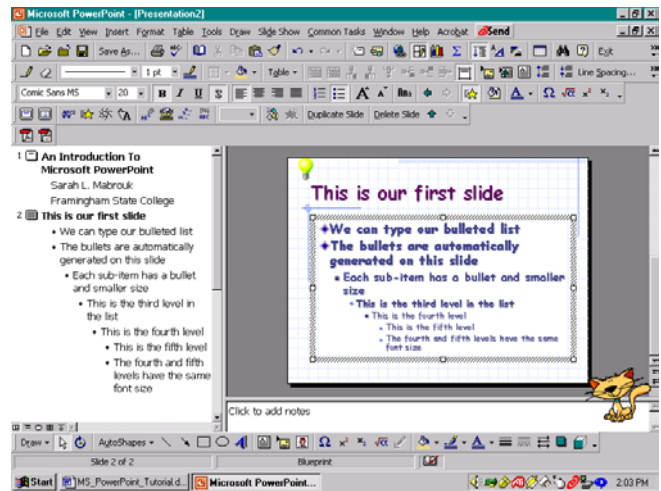 Microsoft PowerPoint - [Presentation2]
File Edit View Insert Format Table Tools Draw Slide Show Common Tasks Window Help Acrobat Send
Save As... Exit
1 pt Table Line Spacing...
Comic Sans MS 20 B I U S
Duplicate Slide Delete Slide
1 An Introduction To
Microsoft PowerPoint
Sarah L. Mabrouk
Framingham State College
2 This is our first slide
• We can type our bulleted list
• The bullets are automatically
generated on this slide
• Each sub-item has a bullet
and smaller size
• This is the third level in
the list
• This is the fourth level
• This is the fifth level
• The fourth and fifth
levels have the same
font size
This is our first slide
We can type our bulleted list
The bullets are automatically
generated on this slide
Each sub-item has a bullet and smaller
size
This is the third level in the list
This is the fourth level
This is the fifth level
The fourth and fifth levels have the same
font size
Click to add notes
Draw AutoShapes
Slide 2 of 2 Blueprint
Start MS_PowerPoint_Tutorial.d... Microsoft PowerPoint... 2:03 PM